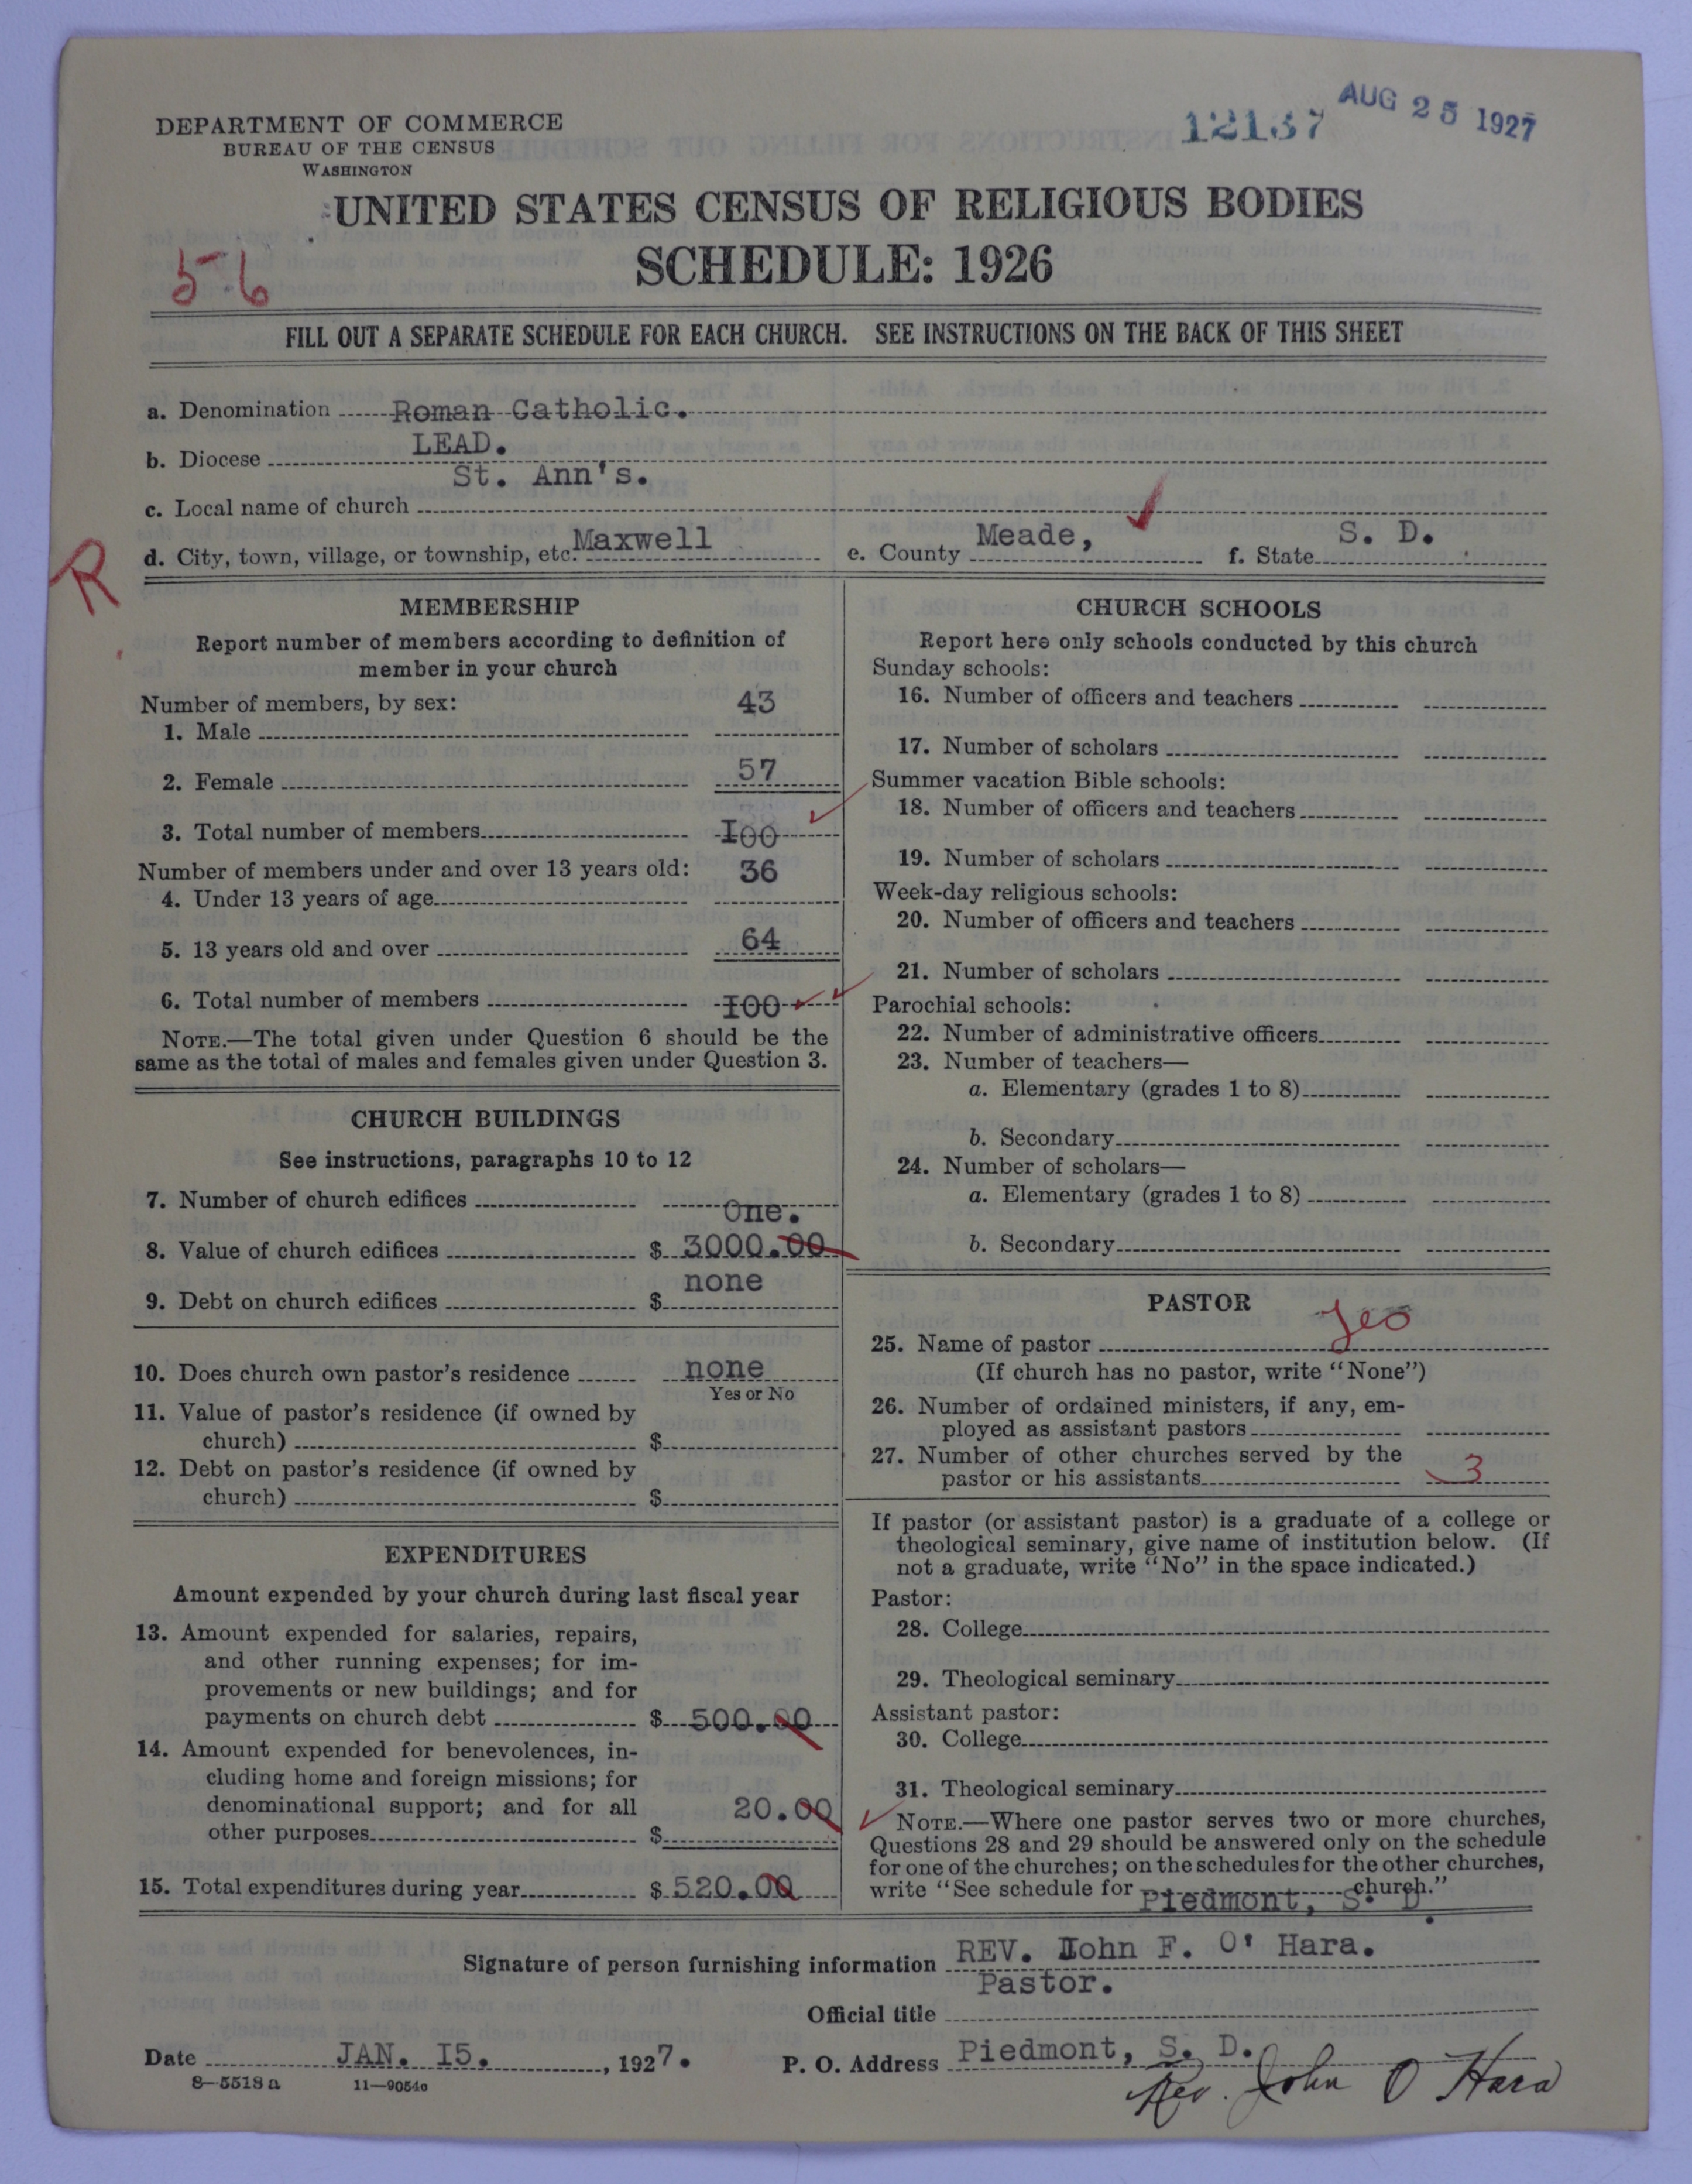 DEPARTMENT OF COMMERCE
BUREAU OF THE CENSUS
WASHINGTON
12137
AUG 25 1927
UNITED STATES CENSUS OF RELIGIOUS BODIES
SCHEDULE: 1926
56
FILL OUT A SEPARATE SCHEDULE FOR EACH CHURCH. SEE INSTRUCTIONS ON THE BACK OF THIS SHEET
a. Denomination Roman Catholic.
b. Diocese LEAD.
c. Local name of church St. Ann's.
d. City, town, village, or township, etc. Maxwell e. County Meade, f. State S. D.
R
MEMBERSHIP
Report number of members according to definition of
member in your church
Number of members, by sex:
1. Male 43
2. Female 57
3. Total number of members I00
Number of members under and over 13 years old:
4. Under 13 years of age 36
5. 13 years old and over 64
6. Total number of members I00
NOTE.—The total given under Question 6 should be the
same as the total of males and females given under Question 3.
CHURCH BUILDINGS
See instructions, paragraphs 10 to 12
7. Number of church edifices One.
8. Value of church edifices $ 3000.00
9. Debt on church edifices $ none
10. Does church own pastor's residence none
Yes or No
11. Value of pastor's residence (if owned by
church) $
12. Debt on pastor's residence (if owned by
church) $
EXPENDITURES
Amount expended by your church during last fiscal year
13. Amount expended for salaries, repairs,
and other running expenses; for im-
provements or new buildings; and for
payments on church debt $ 500.00
14. Amount expended for benevolences, in-
cluding home and foreign missions; for
denominational support; and for all
other purposes $ 20.00
15. Total expenditures during year $ 520.00
CHURCH SCHOOLS
Report here only schools conducted by this church
Sunday schools:
16. Number of officers and teachers
17. Number of scholars
Summer vacation Bible schools:
18. Number of officers and teachers
19. Number of scholars
Week-day religious schools:
20. Number of officers and teachers
21. Number of scholars
Parochial schools:
22. Number of administrative officers
23. Number of teachers—
a. Elementary (grades 1 to 8)
b. Secondary
24. Number of scholars—
a. Elementary (grades 1 to 8)
b. Secondary
PASTOR
25. Name of pastor
(If church has no pastor, write "None")
26. Number of ordained ministers, if any, em-
ployed as assistant pastors
27. Number of other churches served by the
pastor or his assistants 3
If pastor (or assistant pastor) is a graduate of a college or
theological seminary, give name of institution below. (If
not a graduate, write "No" in the space indicated.)
Pastor:
28. College
29. Theological seminary
Assistant pastor:
30. College
31. Theological seminary
NOTE.—Where one pastor serves two or more churches,
Questions 28 and 29 should be answered only on the schedule
for one of the churches; on the schedules for the other churches,
write "See schedule for Piedmont, S. D. church."
Signature of person furnishing information REV. Iohn F. O' Hara.
Official title Pastor.
Date JAN. I5., 1927.
P. O. Address Piedmont, S. D.
8-5518 a 11—9054a
Rev. John O Hara